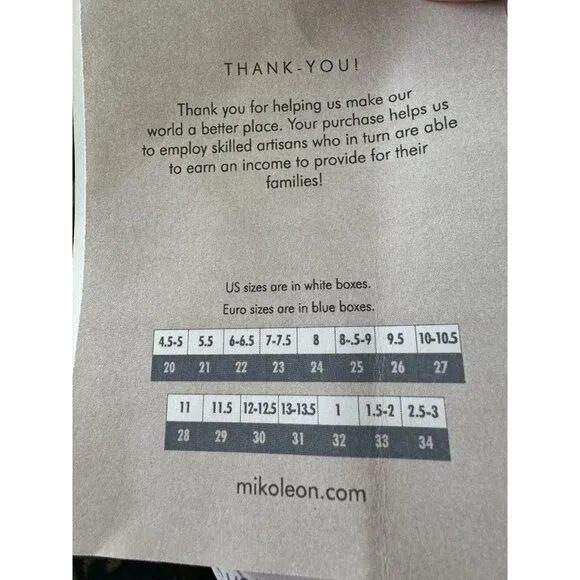 THANK-YOU!
Thank you for helping us make our
world a better place. Your purchase helps us
to employ skilled artisans who in turn are able
to earn an income to provide for their
families!
US sizes are in white boxes.
Euro sizes are in blue boxes.
4.5-5 5.5 6-6.5 7-7.5 8 8-.5-9 9.5 10-10.5
20 21 22 23 24 25 26 27
11 11.5 12-12.5 13-13.5 1 1.5-2 2.5-3
28 29 30 31 32 33 34
mikoleon.com